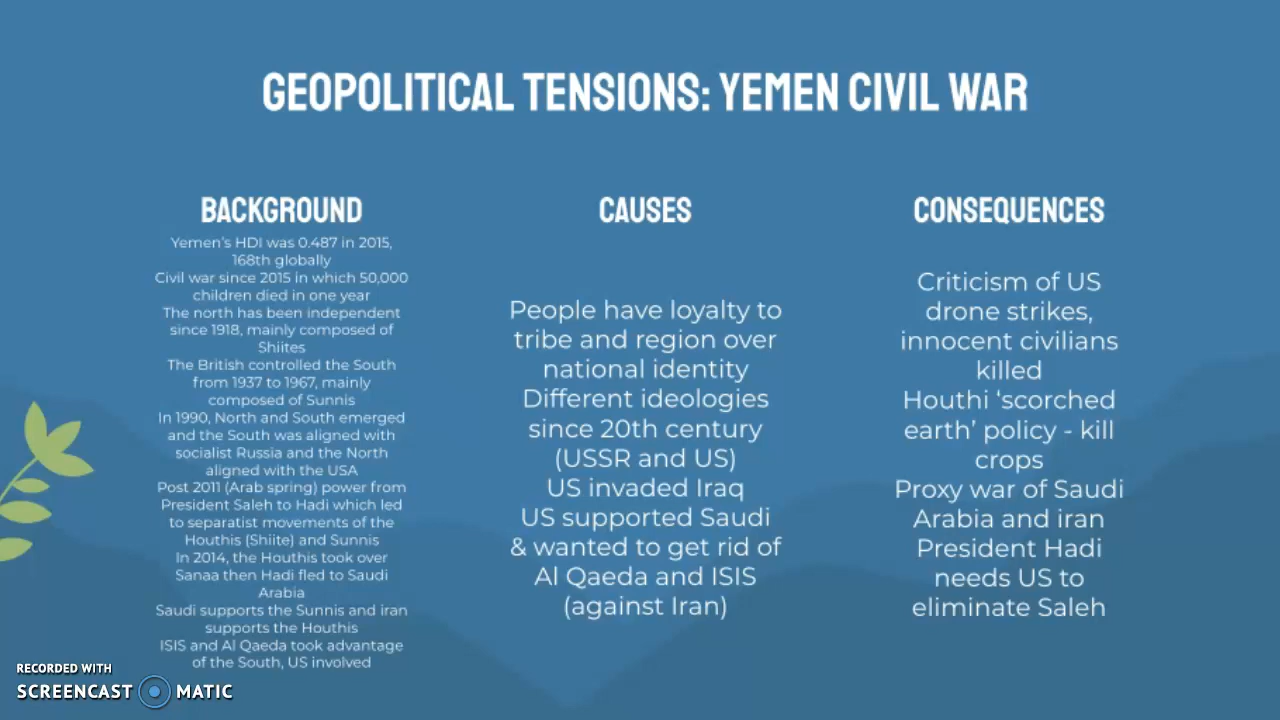 GEOPOLITICAL TENSIONS: YEMEN CIVIL WAR
BACKGROUND
Yemen's HDI was 0.487 in 2015,
168th globally
Civil war since 2015 in which 50,000
children died in one year
The north has been independent
since 1918, mainly composed of
Shiites
The British controlled the South
from 1937 to 1967, mainly
composed of Sunnis
In 1990, North and South emerged
and the South was aligned with
socialist Russia and the North
aligned with the USA
Post 2011 (Arab spring) power from
President Saleh to Hadi which led
to separatist movements of the
Houthis (Shiite) and Sunnis
In 2014, the Houthis took over
Sanaa then Hadi fled to Saudi
Arabia
Saudi supports the Sunnis and iran
supports the Houthis
ISIS and Al Qaeda took advantage
of the South, US involved
CAUSES
People have loyalty to
tribe and region over
national identity
Different ideologies
since 20th century
(USSR and US)
US invaded Iraq
US supported Saudi
& wanted to get rid of
Al Qaeda and ISIS
(against Iran)
CONSEQUENCES
Criticism of US
drone strikes,
innocent civilians
killed
Houthi 'scorched
earth' policy - kill
crops
Proxy war of Saudi
Arabia and iran
President Hadi
needs US to
eliminate Saleh
RECORDED WITH
SCREENCAST MATIC